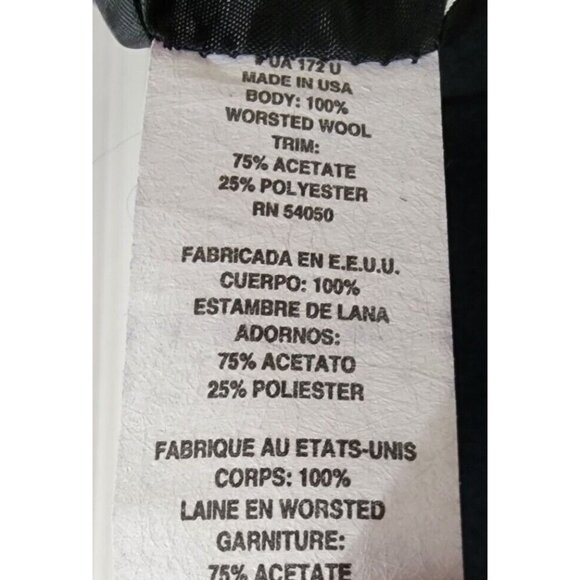 # UA 172 U
MADE IN USA
BODY: 100%
WORSTED WOOL
TRIM:
75% ACETATE
25% POLYESTER
RN 54050
FABRICADA EN E.E.U.U.
CUERPO: 100%
ESTAMBRE DE LANA
ADORNOS:
75% ACETATO
25% POLIESTER
FABRIQUE AU ETATS-UNIS
CORPS: 100%
LAINE EN WORSTED
GARNITURE:
75% ACETATE